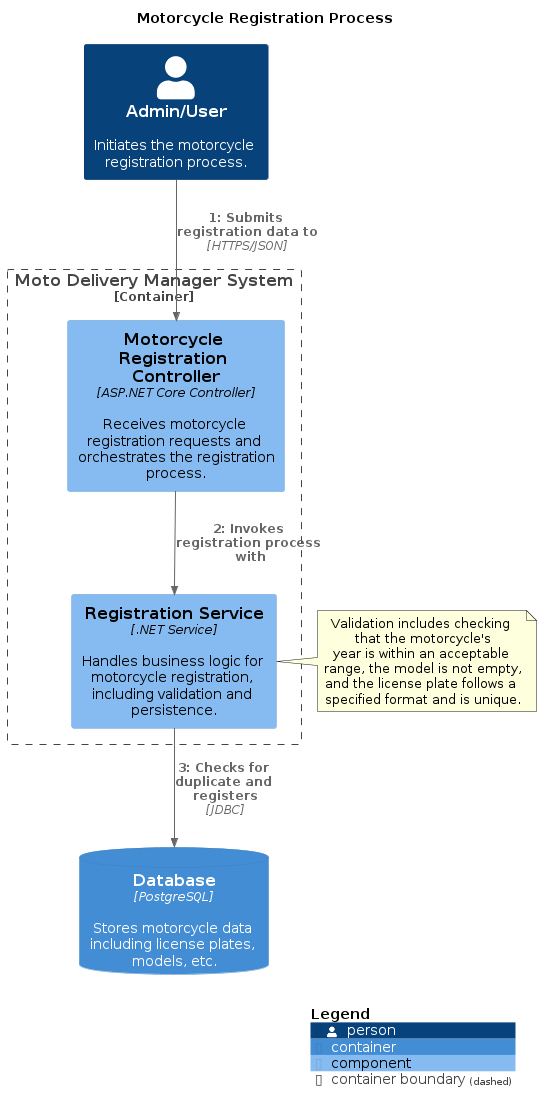 Motorcycle Registration Process
Admin/User
Initiates the motorcycle
registration process.
1: Submits
registration data to
[HTTPS/JSON]
Moto Delivery Manager System
[Container]
Motorcycle
Registration
Controller
[ASP.NET Core Controller]
Receives motorcycle
registration requests and
orchestrates the registration
process.
2: Invokes
registration process
with
Registration Service
[.NET Service]
Handles business logic for
motorcycle registration,
including validation and
persistence.
Validation includes checking
that the motorcycle's
year is within an acceptable
range, the model is not empty,
and the license plate follows a
specified format and is unique.
3: Checks for
duplicate and
registers
[JDBC]
Database
[PostgreSQL]
Stores motorcycle data
including license plates,
models, etc.
Legend
person
container
component
container boundary (dashed)